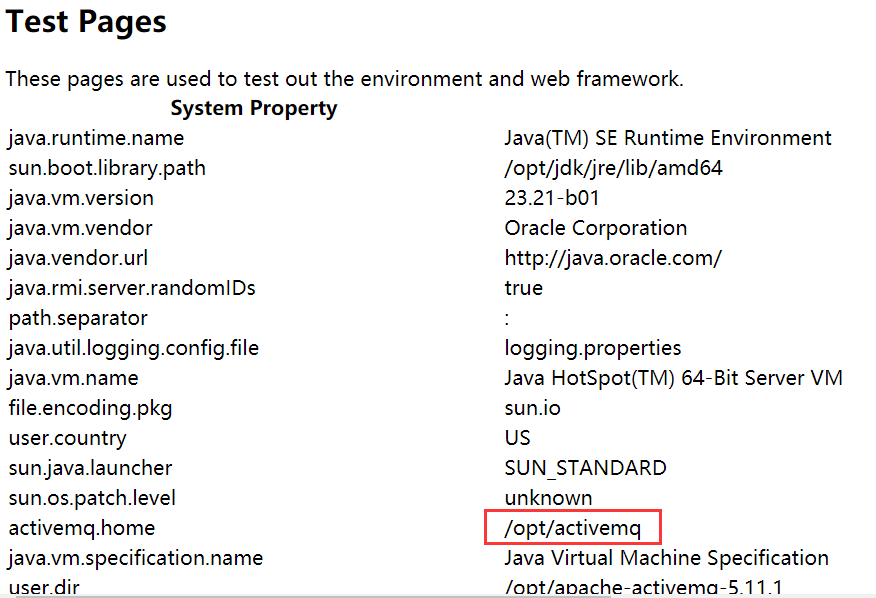 Test Pages
These pages are used to test out the environment and web framework.
System Property
java.runtime.name Java(TM) SE Runtime Environment
sun.boot.library.path /opt/jdk/jre/lib/amd64
java.vm.version 23.21-b01
java.vm.vendor Oracle Corporation
java.vendor.url http://java.oracle.com/
java.rmi.server.randomIDs true
path.separator :
java.util.logging.config.file logging.properties
java.vm.name Java HotSpot(TM) 64-Bit Server VM
file.encoding.pkg sun.io
user.country US
sun.java.launcher SUN_STANDARD
sun.os.patch.level unknown
activemq.home /opt/activemq
java.vm.specification.name Java Virtual Machine Specification
user.dir /opt/apache-activemq-5.11.1